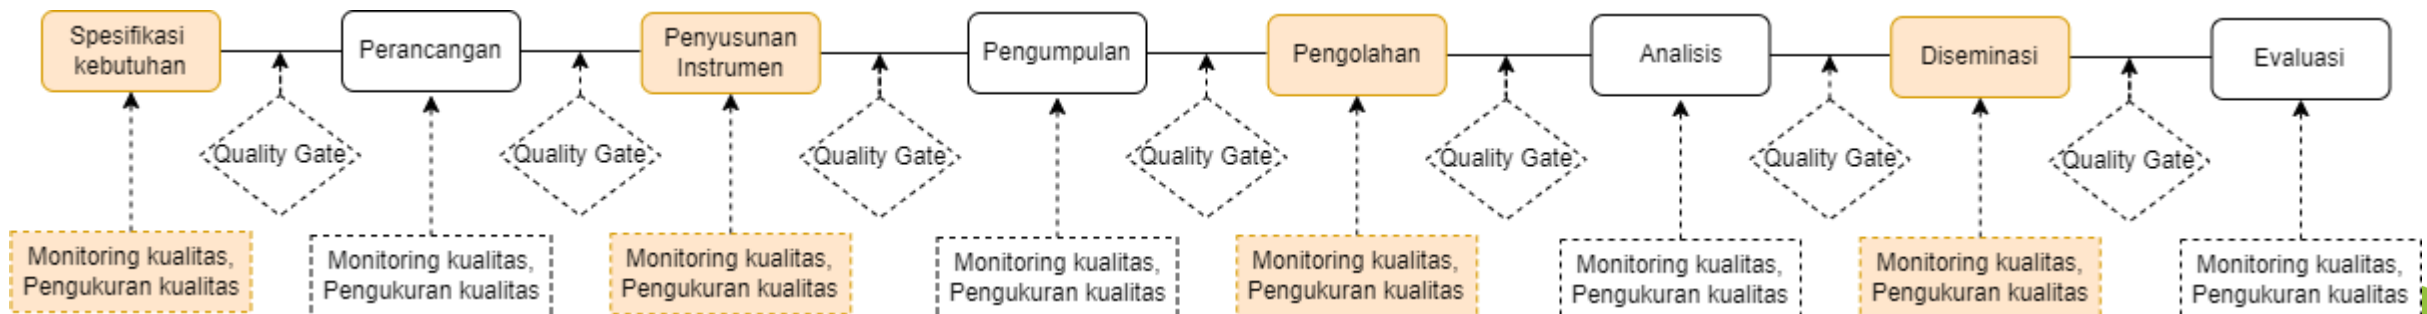 Spesifikasi
kebutuhan
Perancangan
Penyusunan
Instrumen
Pengumpulan
Pengolahan
Analisis
Diseminasi
Evaluasi
Quality Gate
Quality Gate
Quality Gate
Quality Gate
Quality Gate
Quality Gate
Quality Gate
Monitoring kualitas,
Pengukuran kualitas
Monitoring kualitas,
Pengukuran kualitas
Monitoring kualitas,
Pengukuran kualitas
Monitoring kualitas,
Pengukuran kualitas
Monitoring kualitas,
Pengukuran kualitas
Monitoring kualitas,
Pengukuran kualitas
Monitoring kualitas,
Pengukuran kualitas
Monitoring kualitas,
Pengukuran kualitas